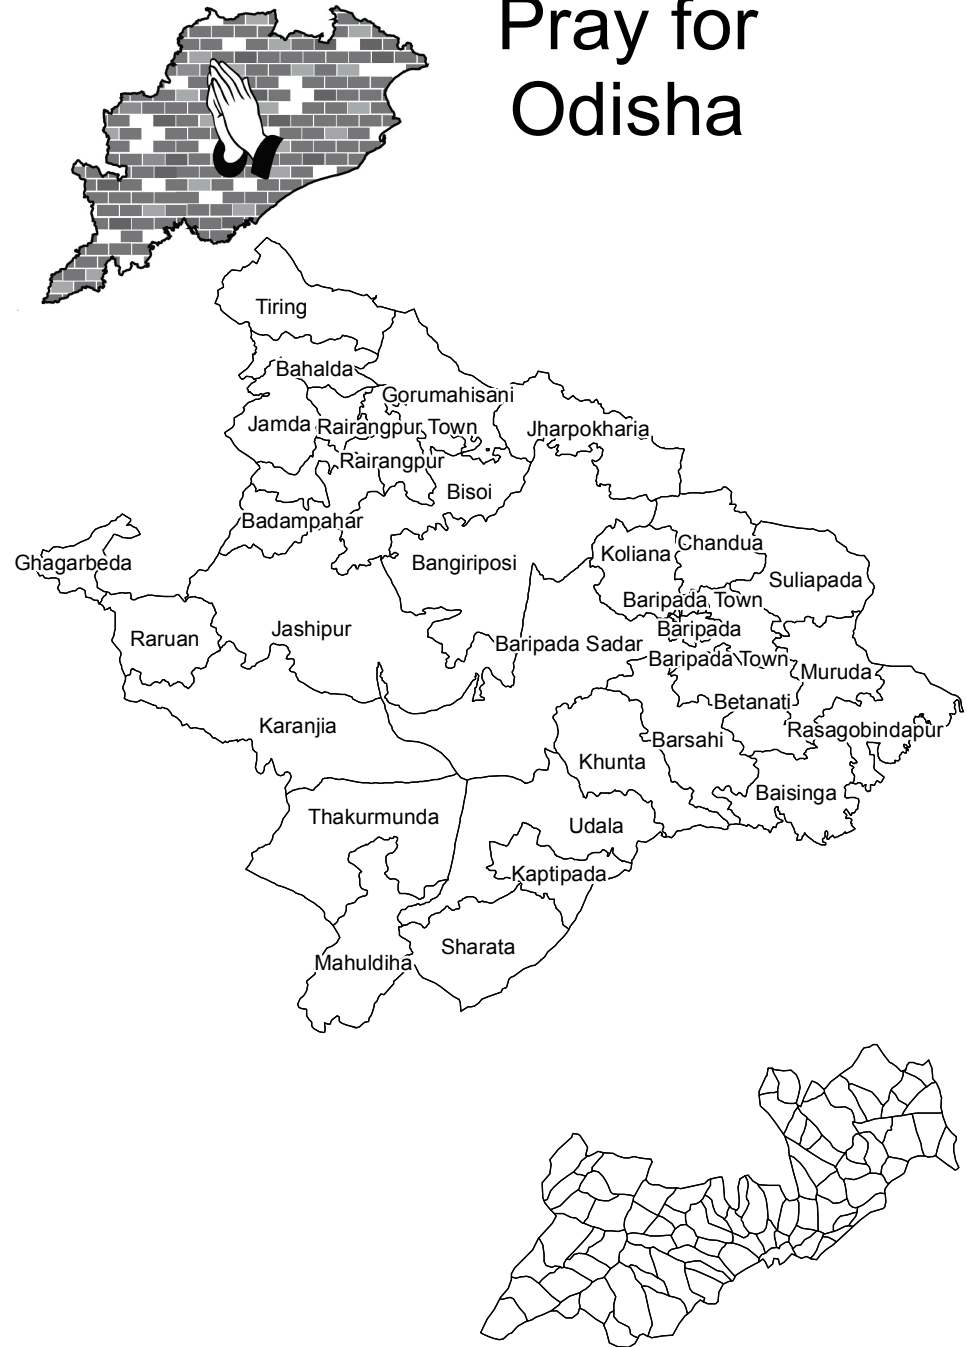 Pray for
Odisha
Tiring
Bahalda
Gorumahisani
Jamda
Rairangpur Town
Jharpokharia
Rairangpur
Bisoi
Badampahar
Ghagarbeda
Bangiriposi
Koliana
Chandua
Suliapada
Baripada Town
Raruan
Jashipur
Baripada Sadar
Baripada
Baripada Town
Muruda
Betanati
Karanjia
Barsahi
Rasagobindapur
Khunta
Baisinga
Thakurmunda
Udala
Kaptipada
Sharata
Mahuldiha